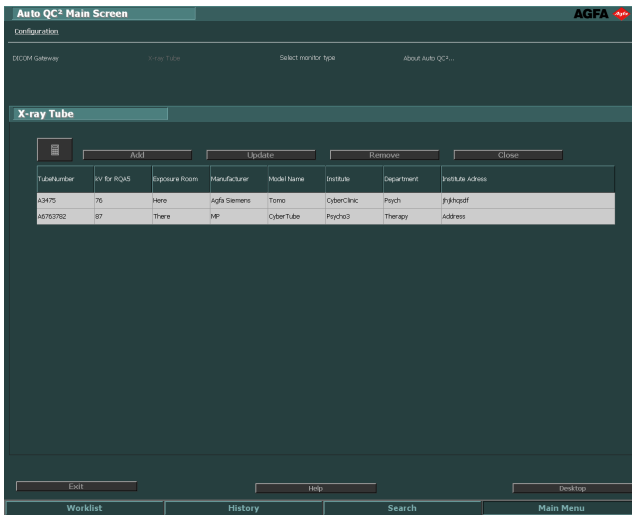 Auto QC² Main Screen AGFA Agfa
Configuration
DICOM Gateway X-ray Tube Select monitor type About Auto QC²...
X-ray Tube
Add Update Remove Close
TubeNumber kV for RQA5 Exposure Room Manufacturer Model Name Institute Department Institute Adress
A3475 76 Here Agfa Siemens Tomo CyberClinic Psych jhjkhqsdf
A6763782 87 There MP CyberTube Psycho3 Therapy Address
Exit Help Desktop
Worklist History Search Main Menu